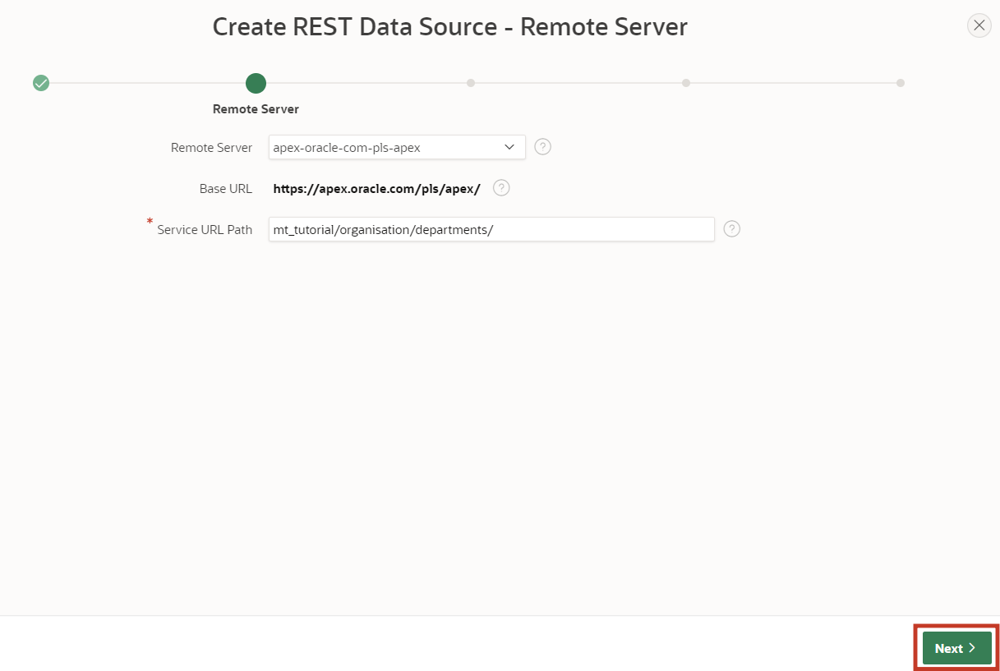 Create REST Data Source - Remote Server
Remote Server
Remote Server apex-oracle-com-pls-apex ?
Base URL https://apex.oracle.com/pls/apex/ ?
* Service URL Path mt_tutorial/organisation/departments/ ?
Next